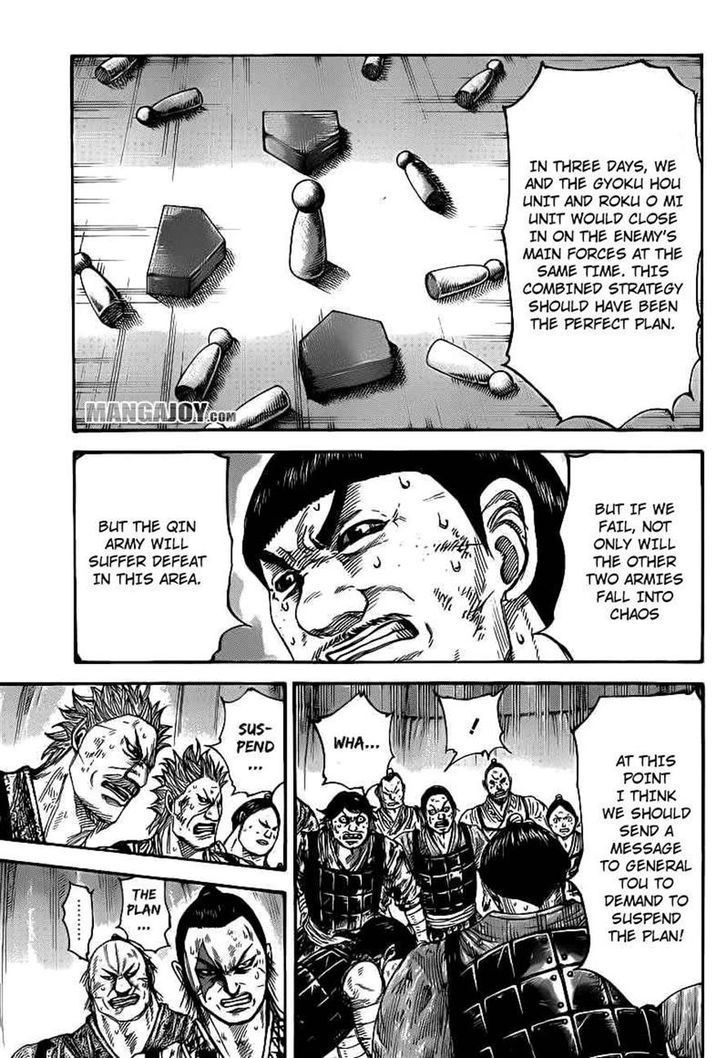 IN THREE DAYS, WE
AND THE GYOKU HOU
UNIT AND ROKU O MI
UNIT WOULD CLOSE
IN ON THE ENEMY'S
MAIN FORCES AT THE
SAME TIME. THIS
COMBINED STRATEGY
SHOULD HAVE BEEN
THE PERFECT PLAN.
MANGAJOY.COM
BUT IF WE
FAIL, NOT
ONLY WILL
THE OTHER
TWO ARMIES
FALL INTO
CHAOS
BUT THE QIN
ARMY WILL
SUFFER DEFEAT
IN THIS AREA.
AT THIS
POINT
I THINK
WE SHOULD
SEND A
MESSAGE
TO GENERAL
TOU TO
DEMAND TO
SUSPEND
THE PLAN!
!
WHA...
SUS-
PEND
...
THE
PLAN...
...
........